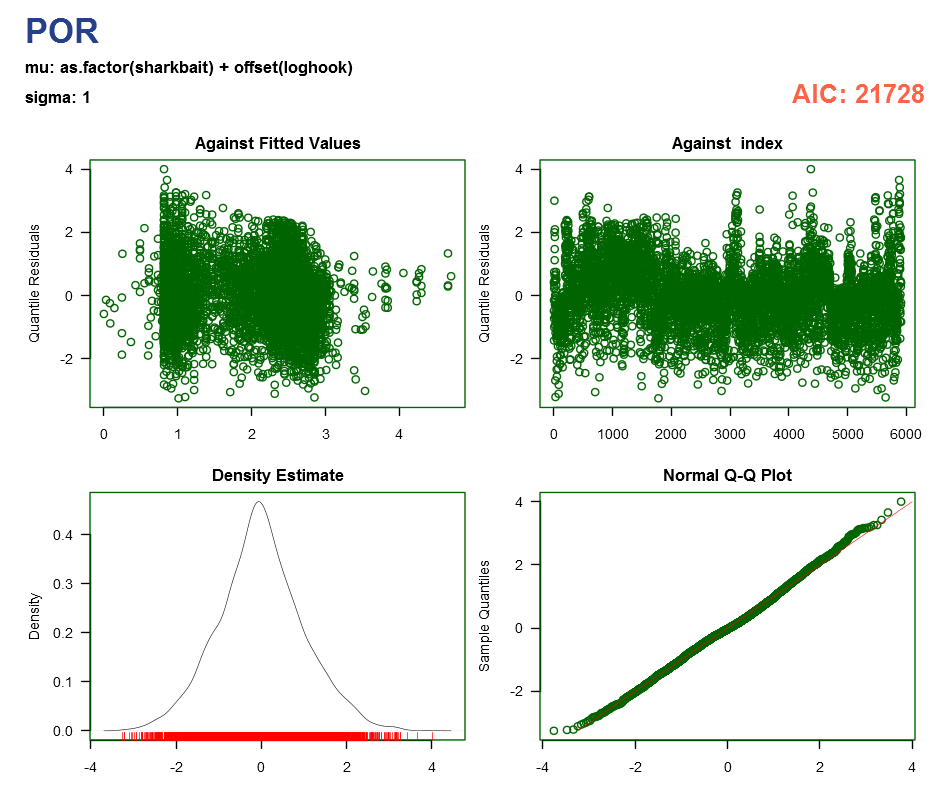 POR
mu: as.factor(sharkbait) + offset(loghook)
sigma: 1
AIC: 21728
Against Fitted Values
Quantile Residuals
4
2
0
-2
0 1 2 3 4
Against  index
Quantile Residuals
4
2
0
-2
0 1000 2000 3000 4000 5000 6000
Density Estimate
Density
0.4
0.3
0.2
0.1
0.0
-4 -2 0 2 4
Normal Q-Q Plot
Sample Quantiles
4
2
0
-2
-4 -2 0 2 4